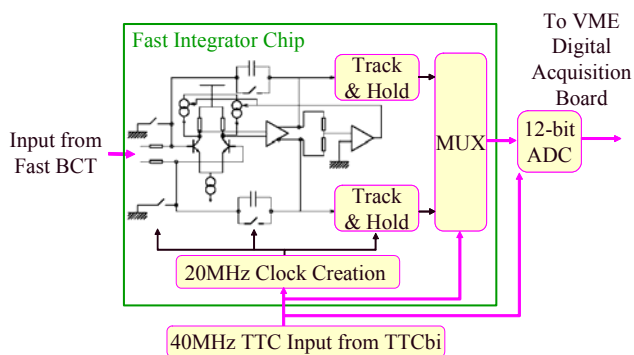 To VME
Digital
Acquisition
Board
Fast Integrator Chip
Track
& Hold
Input from
Fast BCT
MUX
12-bit
ADC
Track
& Hold
20MHz Clock Creation
40MHz TTC Input from TTCbi